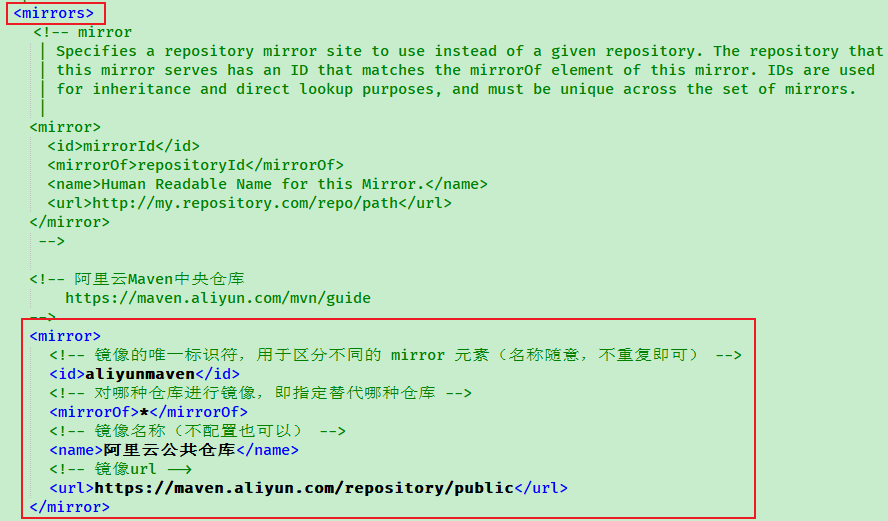 <mirrors>
<!-- mirror
| Specifies a repository mirror site to use instead of a given repository. The repository that
| this mirror serves has an ID that matches the mirrorOf element of this mirror. IDs are used
| for inheritance and direct lookup purposes, and must be unique across the set of mirrors.
|
<mirror>
<id>mirrorId</id>
<mirrorOf>repositoryId</mirrorOf>
<name>Human Readable Name for this Mirror.</name>
<url>http://my.repository.com/repo/path</url>
</mirror>
-->
<!-- 阿里云Maven中央仓库
https://maven.aliyun.com/mvn/guide
-->
<mirror>
<!-- 镜像的唯一标识符，用于区分不同的 mirror 元素（名称随意，不重复即可） -->
<id>aliyunmaven</id>
<!-- 对哪种仓库进行镜像，即指定替代哪种仓库 -->
<mirrorOf>*</mirrorOf>
<!-- 镜像名称（不配置也可以） -->
<name>阿里云公共仓库</name>
<!-- 镜像url -->
<url>https://maven.aliyun.com/repository/public</url>
</mirror>